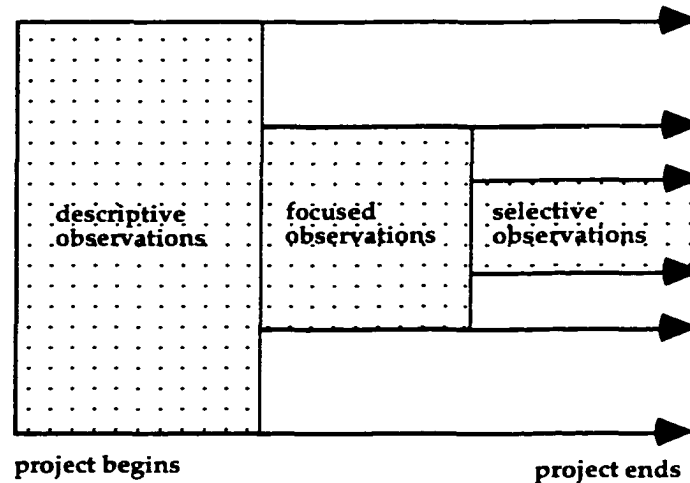 descriptive
observations
focused
observations
selective
observations
project begins
project ends